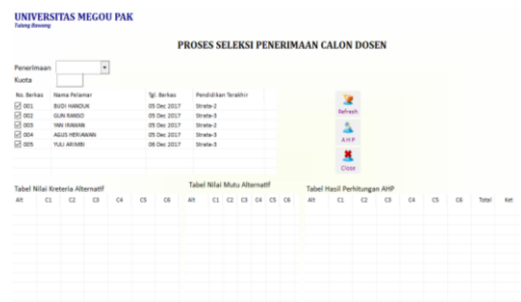 UNIVERSITAS MEGOU PAK
Tulang Bawang
PROSES SELEKSI PENERIMAAN CALON DOSEN
Penerimaan
Kuota
No. Berkas Nama Pelamar Tgl. Berkas Pendidikan Terakhir
001 BUDI HANDUK 05 Dec 2017 Strata-2
002 GUN RANGO 05 Dec 2017 Strata-3
003 YAN IRAWAN 05 Dec 2017 Strata-2
004 AGUS HERIAWAN 05 Dec 2017 Strata-3
005 YULI ARIMBI 06 Dec 2017 Strata-3
Refresh
AHP
Close
Tabel Nilai Kreteria Alternatif Tabel Nilai Mutu Alternatif Tabel Hasil Perhitungan AHP
Alt C1 C2 C3 C4 C5 C6 Alt C1 C2 C3 C4 C5 C6 Alt C1 C2 C3 C4 C5 C6 Total Ket